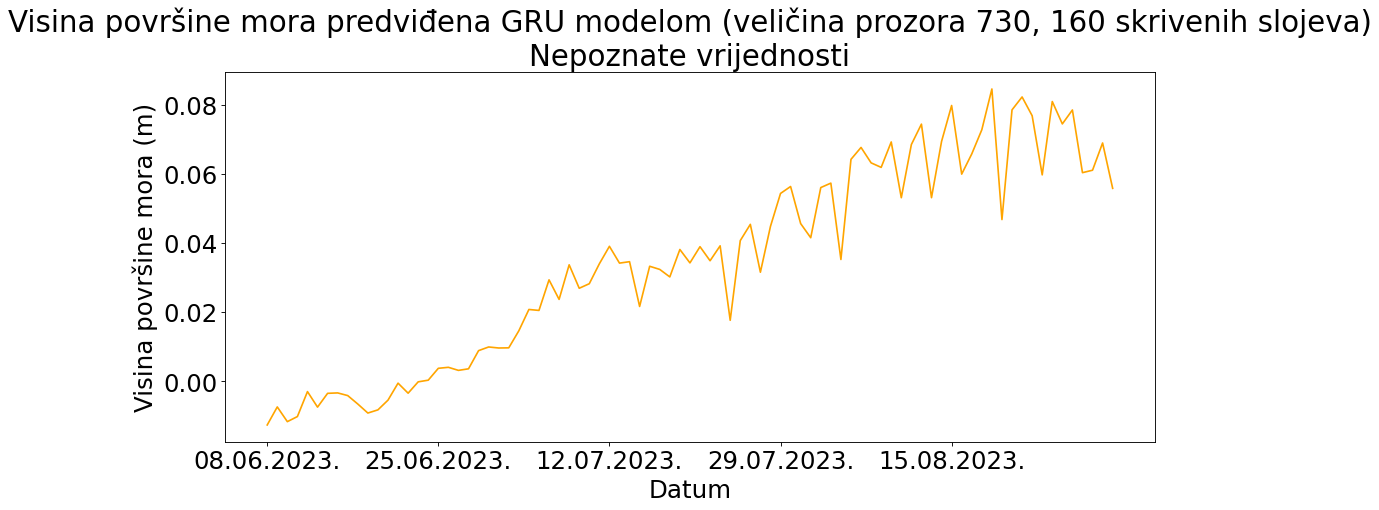 Visina površine mora predviđena GRU modelom (veličina prozora 730, 160 skrivenih slojeva)
Nepoznate vrijednosti
Visina površine mora (m)
0.08
0.06
0.04
0.02
0.00
08.06.2023. 25.06.2023. 12.07.2023. 29.07.2023. 15.08.2023.
Datum